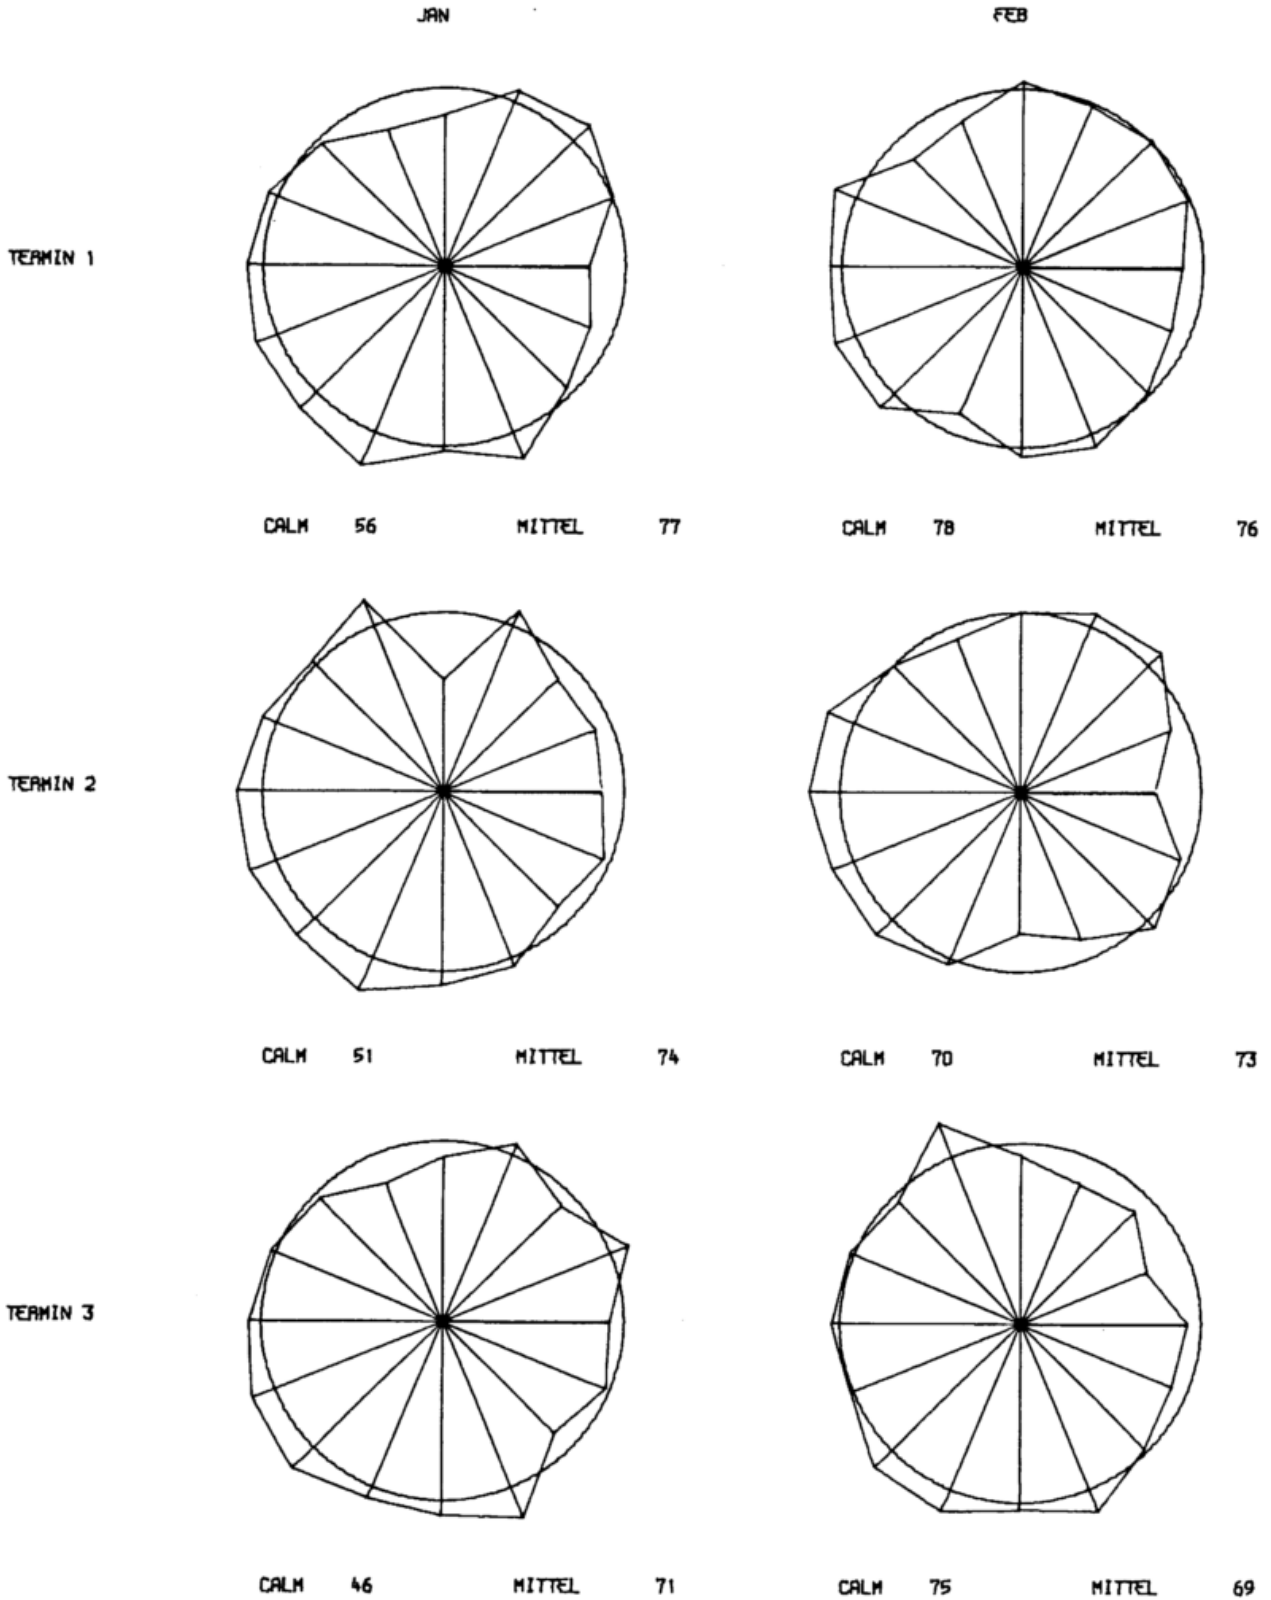 JAN FEB
TERMIN 1
CALM 56 MITTEL 77 CALM 78 MITTEL 76
TERMIN 2
CALM 51 MITTEL 74 CALM 70 MITTEL 73
TERMIN 3
CALM 46 MITTEL 71 CALM 75 MITTEL 69